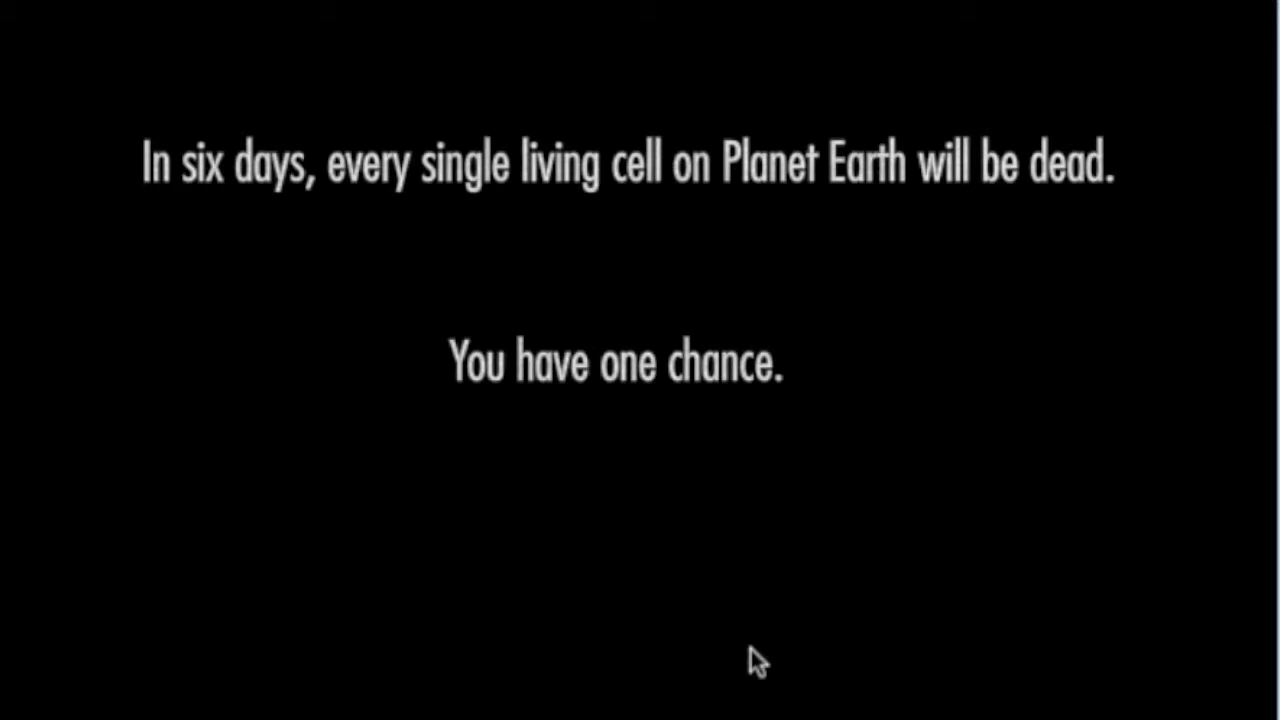 In six days, every single living cell on Planet Earth will be dead.
You have one chance.